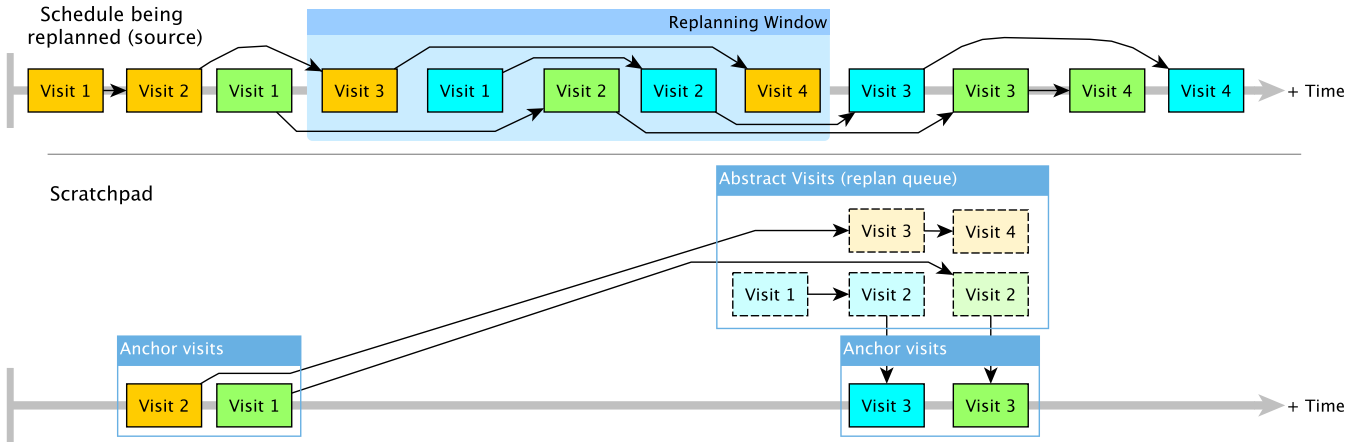 Schedule being
replanned (source)
Replanning Window
Visit 1
Visit 2
Visit 1
Visit 3
Visit 1
Visit 2
Visit 2
Visit 4
Visit 3
Visit 3
Visit 4
Visit 4
+ Time
Scratchpad
Abstract Visits (replan queue)
Visit 3
Visit 4
Visit 1
Visit 2
Visit 2
Anchor visits
Anchor visits
Visit 2
Visit 1
Visit 3
Visit 3
+ Time